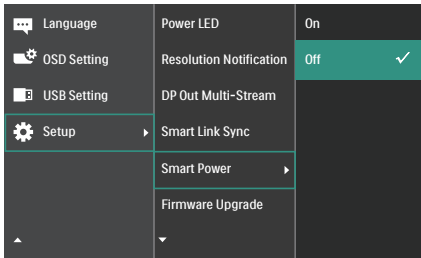 Language
OSD Setting
USB Setting
Setup
Power LED
Resolution Notification
DP Out Multi-Stream
Smart Link Sync
Smart Power
Firmware Upgrade
On
Off